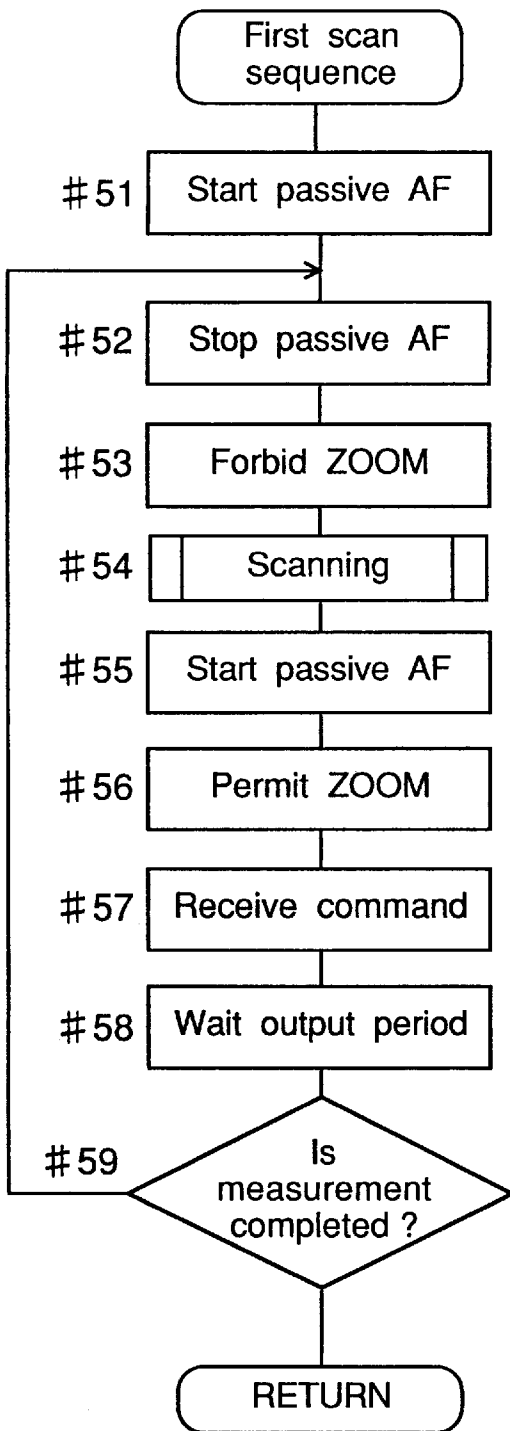 First scan
sequence
#51 Start passive AF
#52 Stop passive AF
#53 Forbid ZOOM
#54 Scanning
#55 Start passive AF
#56 Permit ZOOM
#57 Receive command
#58 Wait output period
#59
Is
measurement
completed ?
RETURN